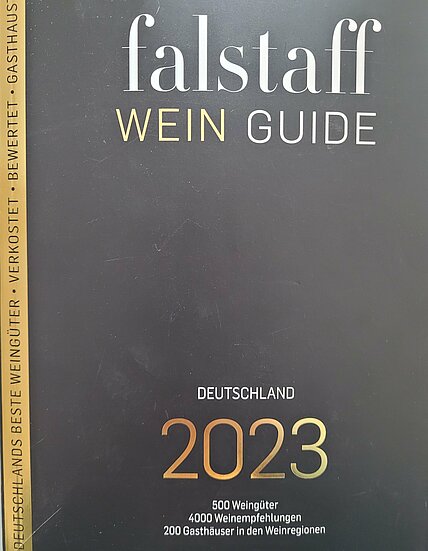 falstaff
WEIN GUIDE
DEUTSCHLAND
2023
500 Weingüter
4000 Weinempfehlungen
200 Gasthäuser in den Weinregionen
DEUTSCHLANDS BESTE WEINGÜTER • VERKOSTET • BEWERTET • GASTHAUST